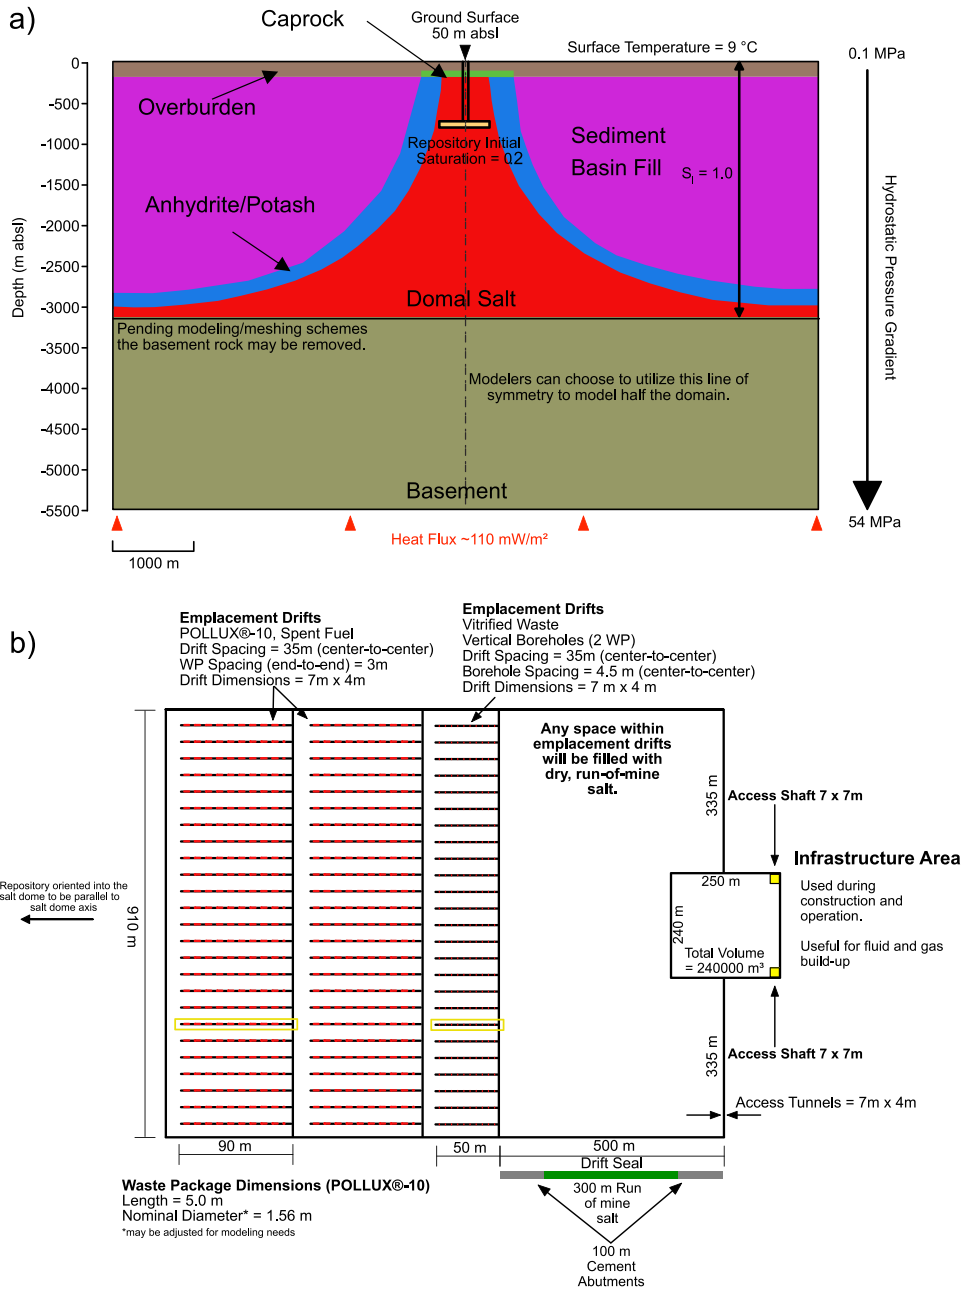 a)
Caprock
Ground Surface
50 m absl
Surface Temperature = 9 °C
0.1 MPa
0
-500
-1000
-1500
-2000
-2500
-3000
-3500
-4000
-4500
-5000
-5500
Depth (m absl)
Overburden
Repository Initial
Saturation = 0.2
Sediment
Basin Fill
Sl = 1.0
Anhydrite/Potash
Domal Salt
Hydrostatic Pressure Gradient
Pending modeling/meshing schemes
the basement rock may be removed.
Modelers can choose to utilize this line of
symmetry to model half the domain.
Basement
54 MPa
Heat Flux ~110 mW/m²
1000 m
b)
Emplacement Drifts
POLLUX®-10, Spent Fuel
Drift Spacing = 35m (center-to-center)
WP Spacing (end-to-end) = 3m
Drift Dimensions = 7m x 4m
Emplacement Drifts
Vitrified Waste
Vertical Boreholes (2 WP)
Drift Spacing = 35m (center-to-center)
Borehole Spacing = 4.5 m (center-to-center)
Drift Dimensions = 7 m x 4 m
Any space within
emplacement drifts
will be filled with
dry, run-of-mine
salt.
335 m
Access Shaft 7 x 7m
Infrastructure Area
Used during
construction and
operation.
Useful for fluid and gas
build-up
250 m
240 m
Total Volume
= 240000 m³
Repository oriented into the
salt dome to be parallel to
salt dome axis
910 m
335 m
Access Shaft 7 x 7m
Access Tunnels = 7m x 4m
90 m
50 m
500 m
Drift Seal
300 m Run
of mine
salt
100 m
Cement
Abutments
Waste Package Dimensions (POLLUX®-10)
Length = 5.0 m
Nominal Diameter* = 1.56 m
*may be adjusted for modeling needs